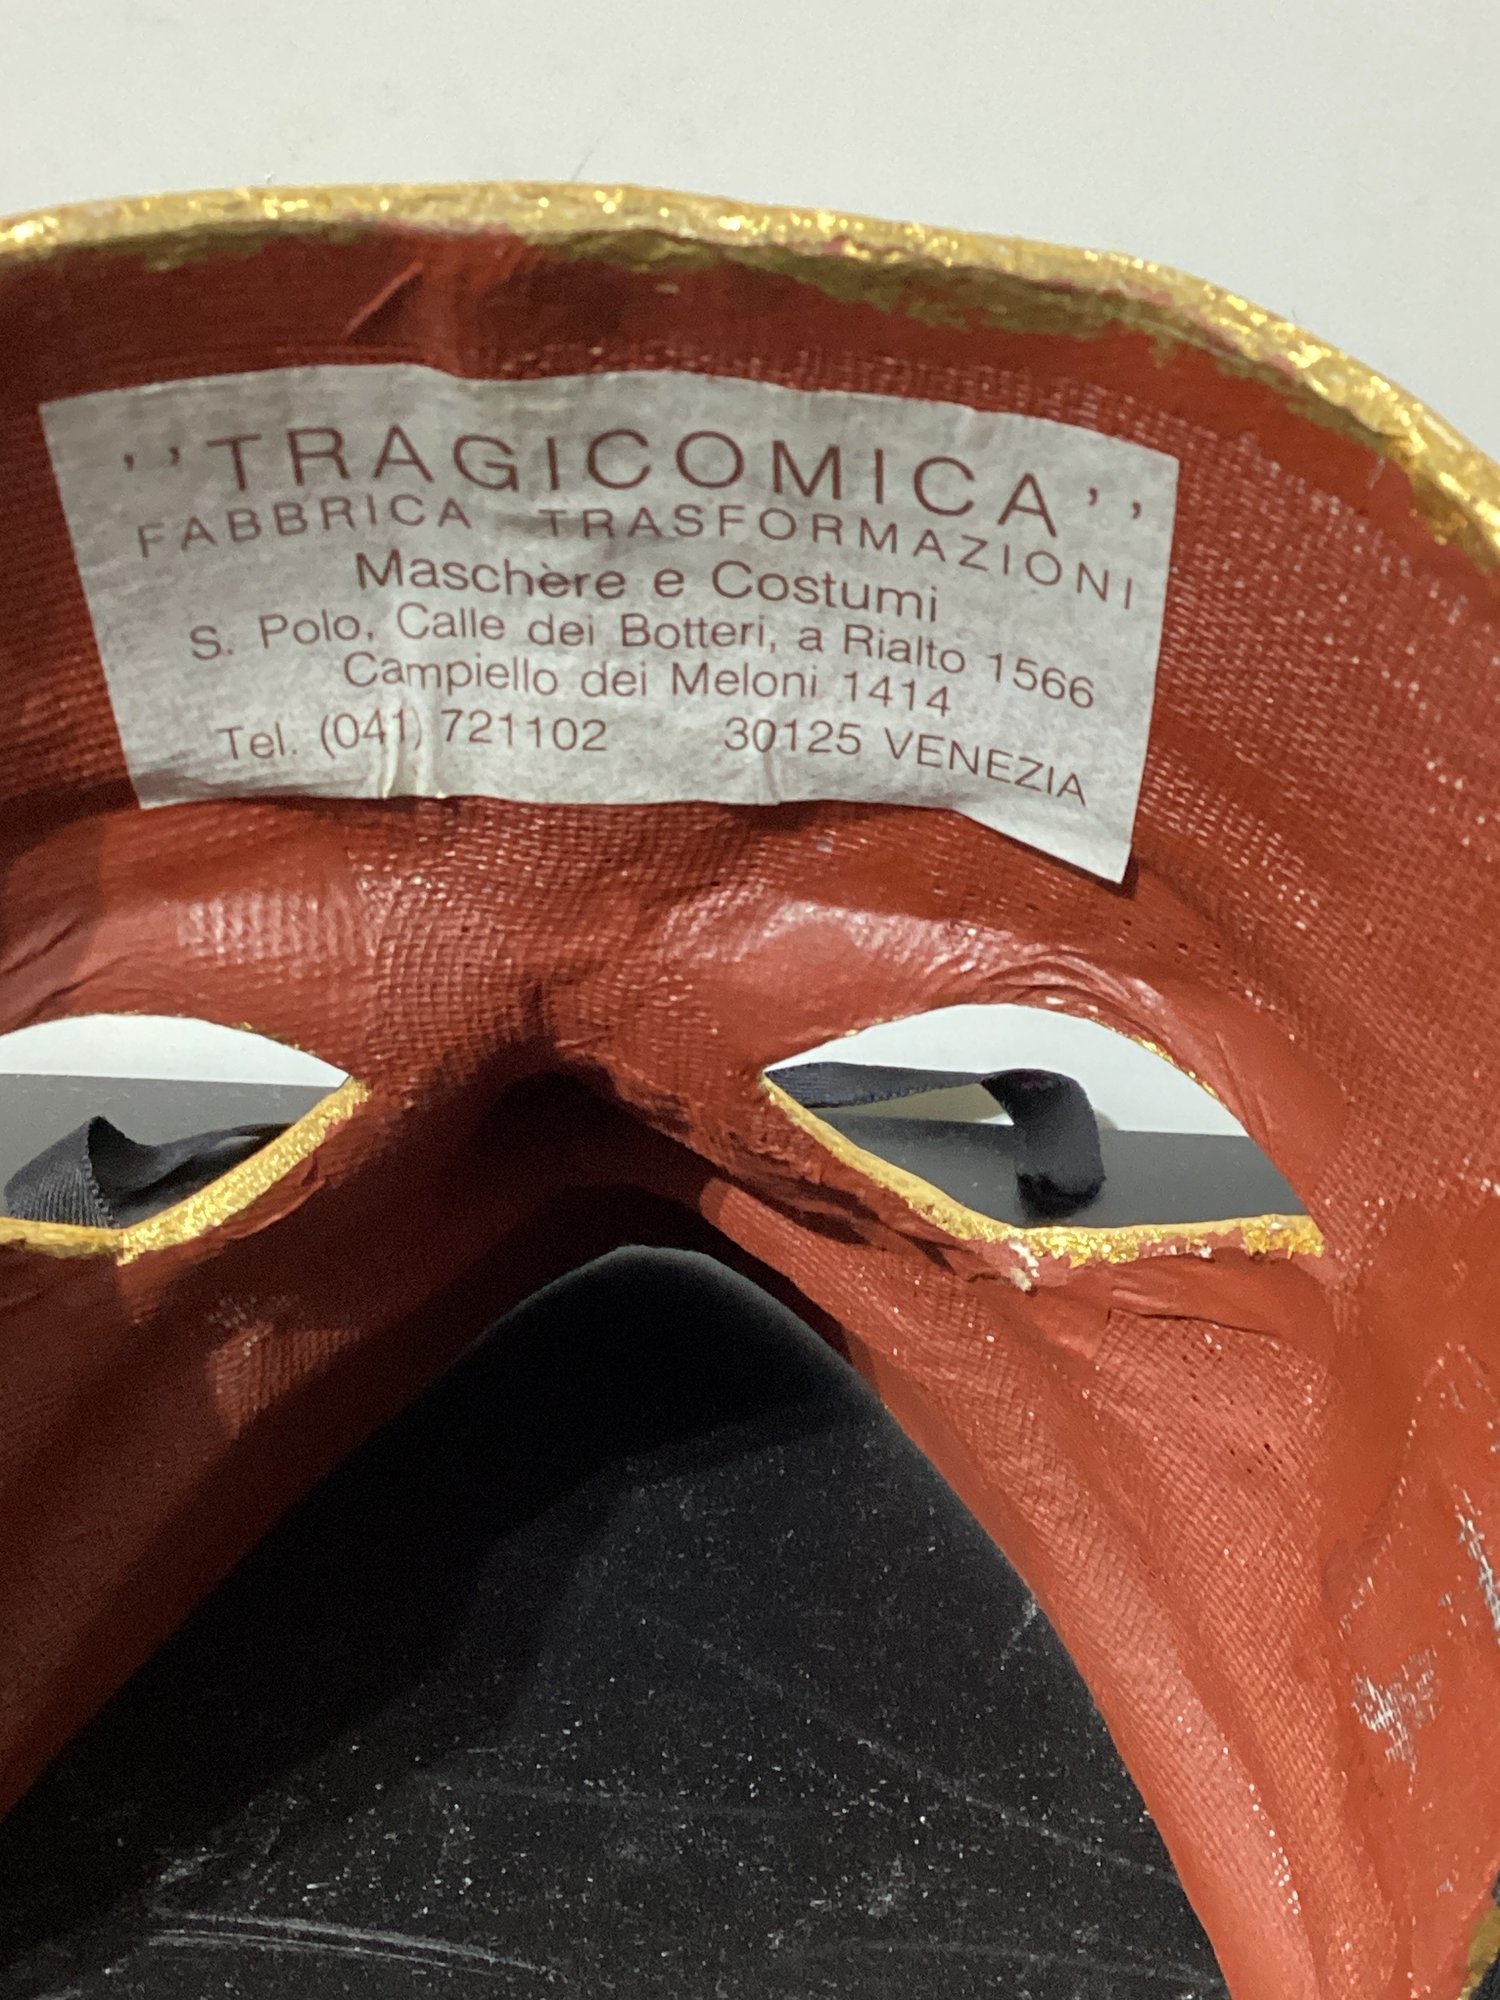 ’’TRAGICOMICA’’
FABBRICA TRASFORMAZIONI
Maschère e Costumi
S. Polo, Calle dei Botteri, a Rialto 1566
Campiello dei Meloni 1414
Tel. (041) 721102 30125 VENEZIA